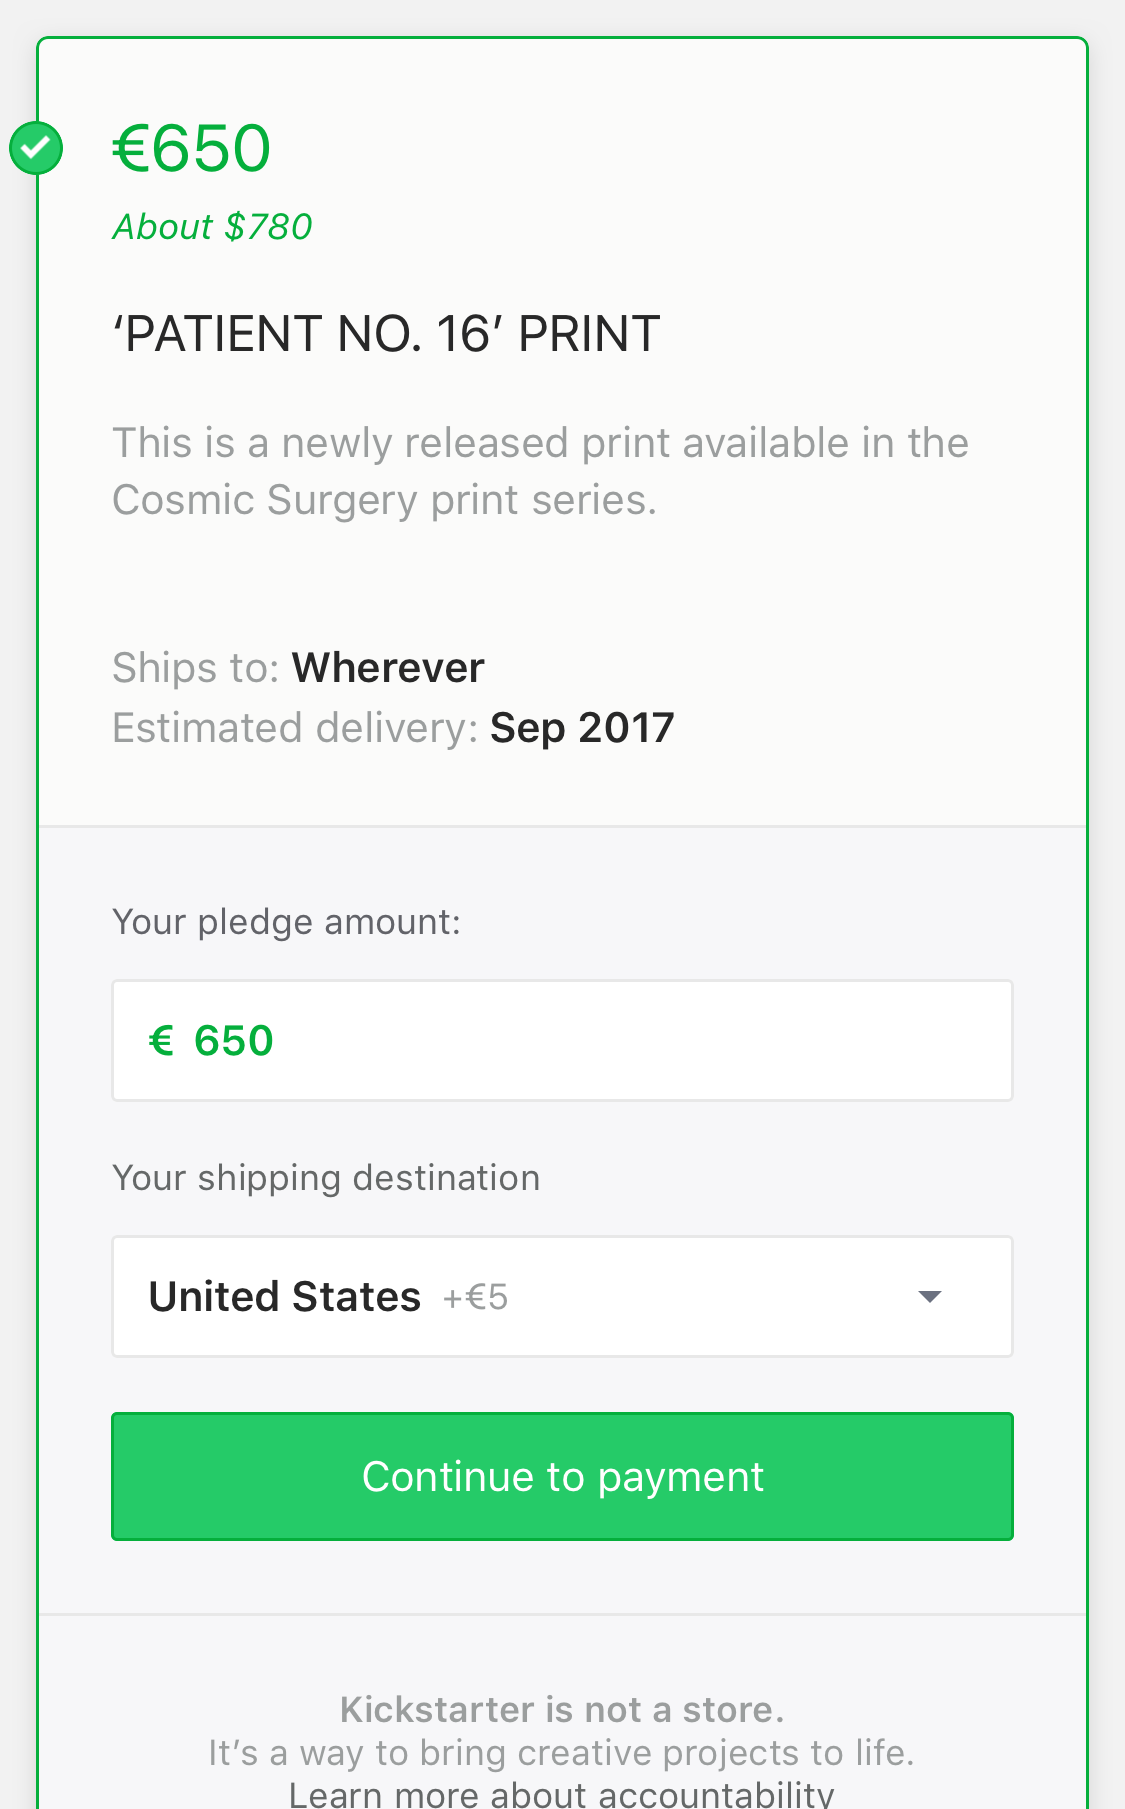 €650
About $780
‘PATIENT NO. 16’ PRINT
This is a newly released print available in the
Cosmic Surgery print series.
Ships to: Wherever
Estimated delivery: Sep 2017
Your pledge amount:
€ 650
Your shipping destination
United States +€5
Continue to payment
Kickstarter is not a store.
It’s a way to bring creative projects to life.
Learn more about accountability